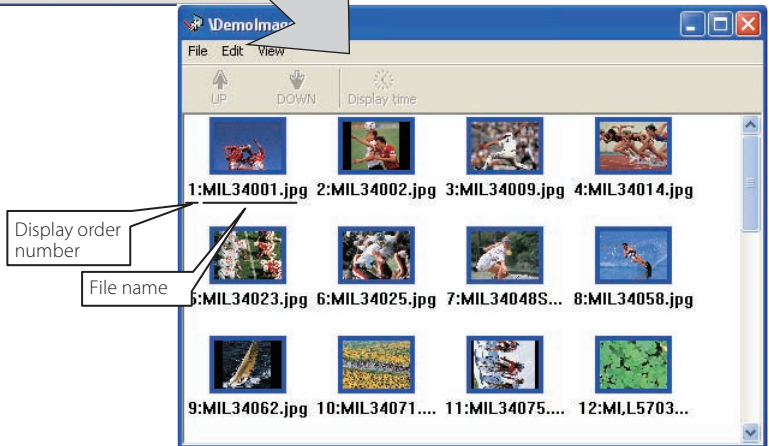 \DemoImag
File Edit View
UP DOWN Display time
1:MIL34001.jpg 2:MIL34002.jpg 3:MIL34009.jpg 4:MIL34014.jpg
Display order
number
File name
5:MIL34023.jpg 6:MIL34025.jpg 7:MIL34048S... 8:MIL34058.jpg
9:MIL34062.jpg 10:MIL34071.... 11:MIL34075.... 12:MI,L5703...